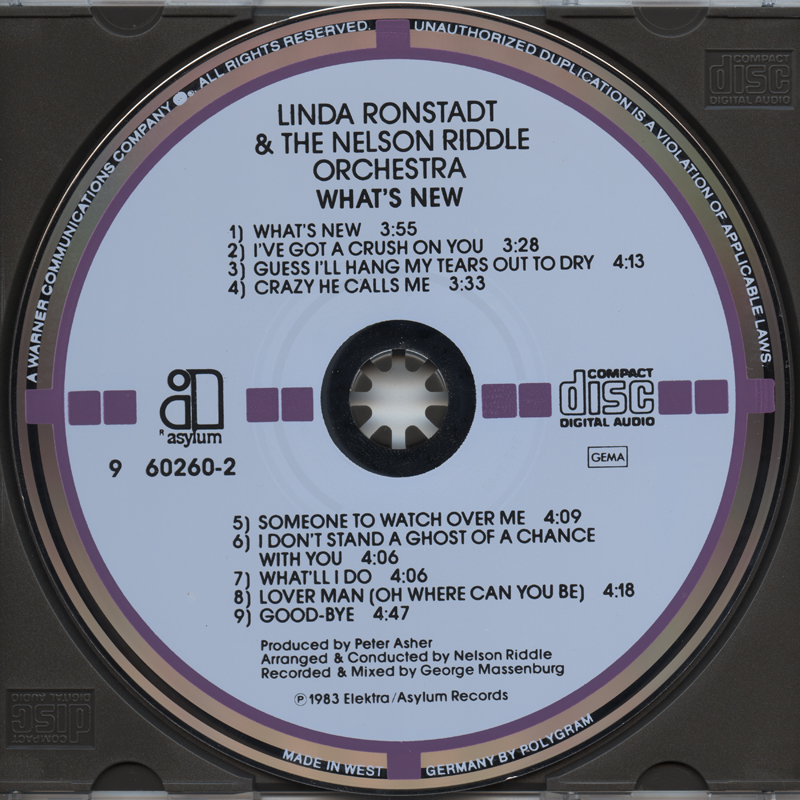 A WARNER COMMUNICATIONS COMPANY ALL RIGHTS RESERVED. UNAUTHORIZED DUPLICATION IS A VIOLATION OF APPLICABLE LAWS
COMPACT
disc
DIGITAL AUDIO
LINDA RONSTADT
& THE NELSON RIDDLE
ORCHESTRA
WHAT'S NEW
1) WHAT'S NEW 3:55
2) I'VE GOT A CRUSH ON YOU 3:28
3) GUESS I'LL HANG MY TEARS OUT TO DRY 4:13
4) CRAZY HE CALLS ME 3:33
R asylum
COMPACT
disc
DIGITAL AUDIO
9 60260-2
GEMA
5) SOMEONE TO WATCH OVER ME 4:09
6) I DON'T STAND A GHOST OF A CHANCE
WITH YOU 4:06
7) WHAT'LL I DO 4:06
8) LOVER MAN (OH WHERE CAN YOU BE) 4:18
9) GOOD-BYE 4:47
Produced by Peter Asher
Arranged & Conducted by Nelson Riddle
Recorded & Mixed by George Massenburg
℗ 1983 Elektra/Asylum Records
COMPACT
disc
DIGITAL AUDIO
MADE IN WEST GERMANY BY POLYGRAM